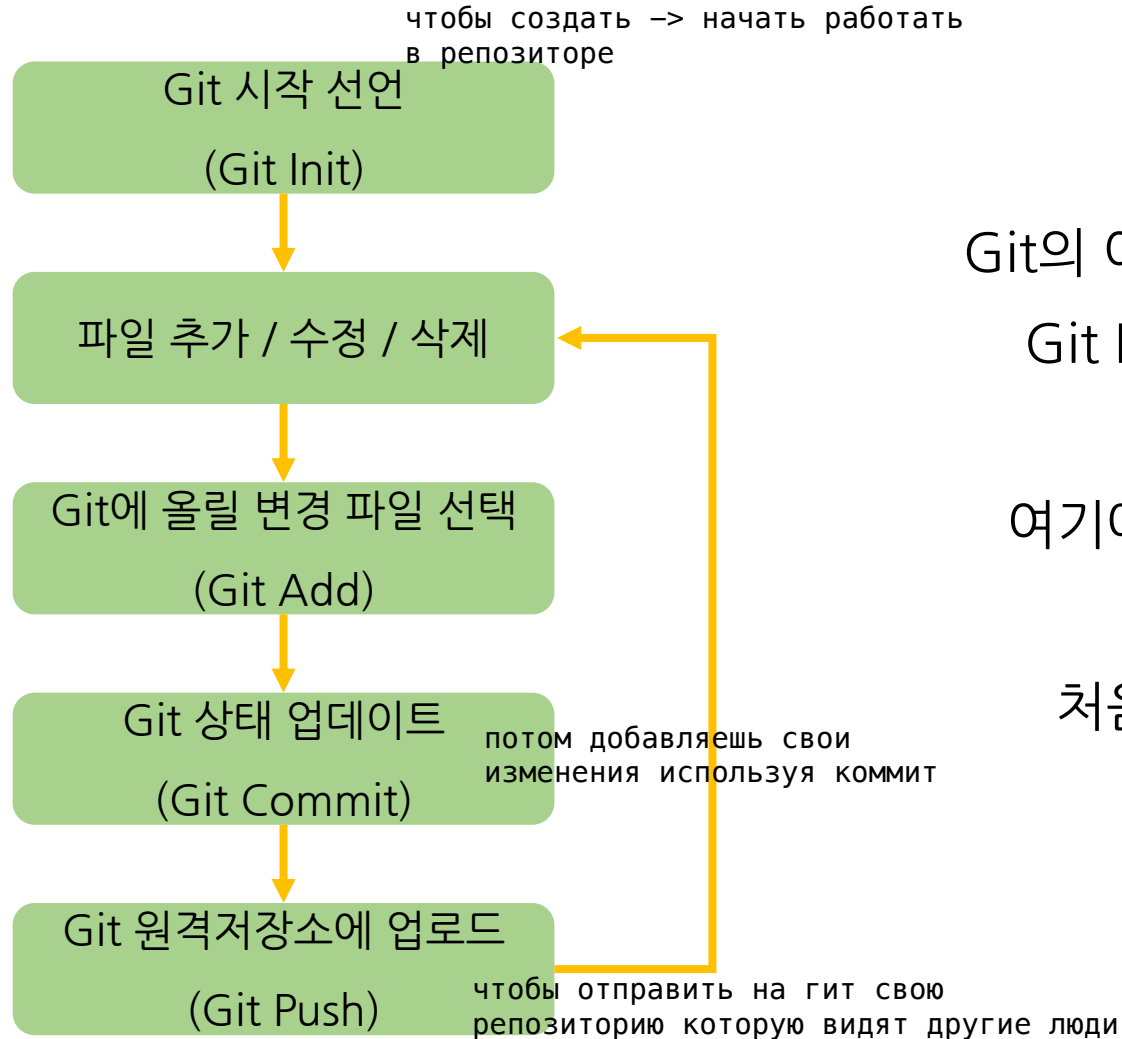 чтобы создать —> начать работать
в репозиторе
Git 시작 선언
(Git Init)
파일 추가 / 수정 / 삭제
Git에 올릴 변경 파일 선택
(Git Add)
Git 상태 업데이트
(Git Commit)
потом добавляешь свои
изменения используя коммит
Git 원격저장소에 업로드
(Git Push)
чтобы отправить на гит свою
репозиторию которую видят другие люди
Git의
Git
여기
처음